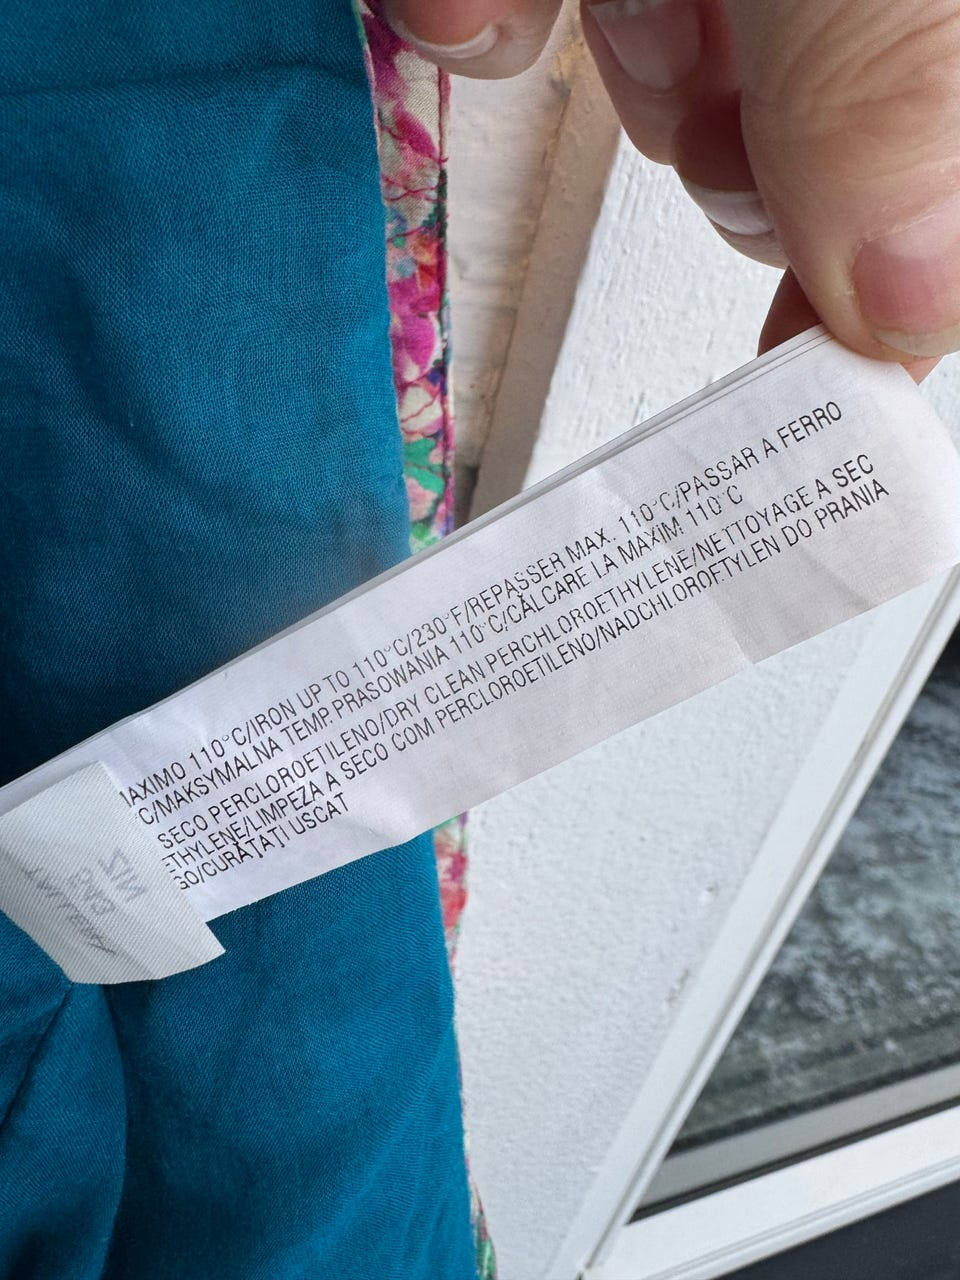 AXIMO 110°C/IRON UP TO 110°C/230°F/REPASSER MAX. 110°C/PASSAR A FERRO
°C/MAKSYMALNA TEMP. PRASOWANIA 110°C/CĂLCARE LA MAXIM 110°C
SECO PERCLOROETILENO/DRY CLEAN PERCHLOROETHYLENE/NETTOYAGE A SEC
ETHYLENE/LIMPEZA A SECO COM PERCLOROETILENO/NADCHLOROETYLEN DO PRANIA
GO/CURĂȚAȚI USCAT